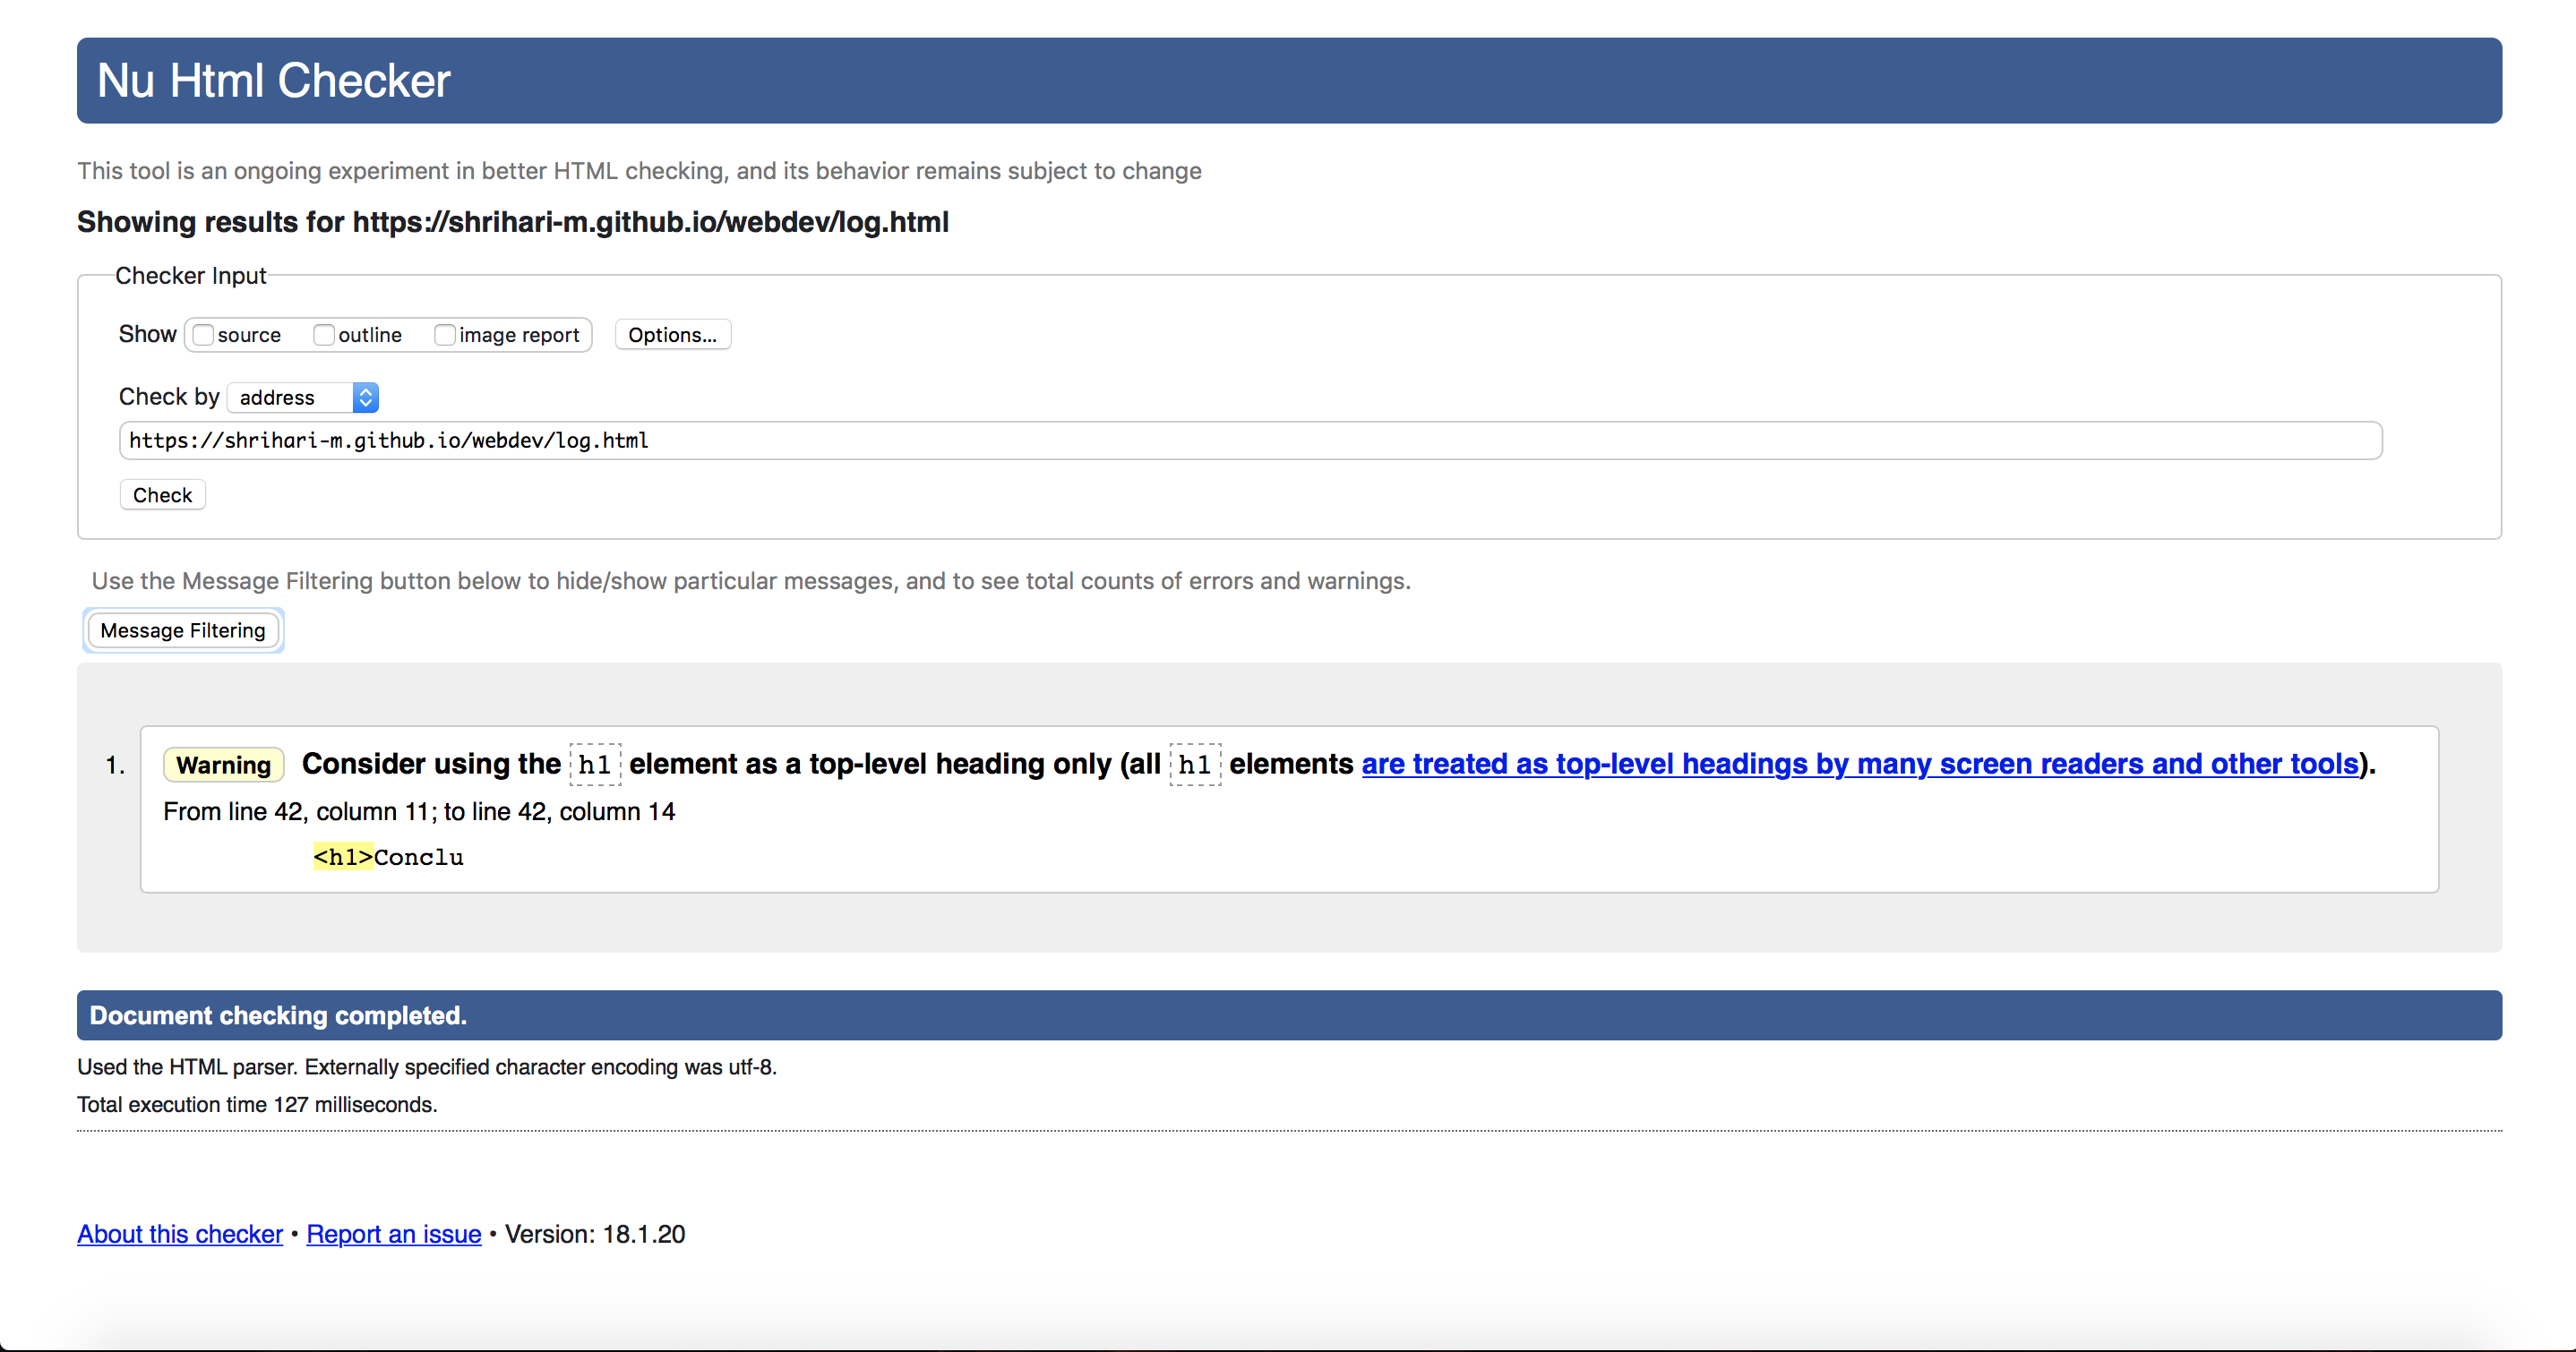 Nu Html Checker
This tool is an ongoing experiment in better HTML checking, and its behavior remains subject to change
Showing results for https://shrihari-m.github.io/webdev/log.html
Checker Input
Show source outline image report Options...
Check by address
https://shrihari-m.github.io/webdev/log.html
Check
Use the Message Filtering button below to hide/show particular messages, and to see total counts of errors and warnings.
Message Filtering
1. Warning Consider using the h1 element as a top-level heading only (all h1 elements are treated as top-level headings by many screen readers and other tools).
From line 42, column 11; to line 42, column 14
<h1>Conclu
Document checking completed.
Used the HTML parser. Externally specified character encoding was utf-8.
Total execution time 127 milliseconds.
About this checker • Report an issue • Version: 18.1.20